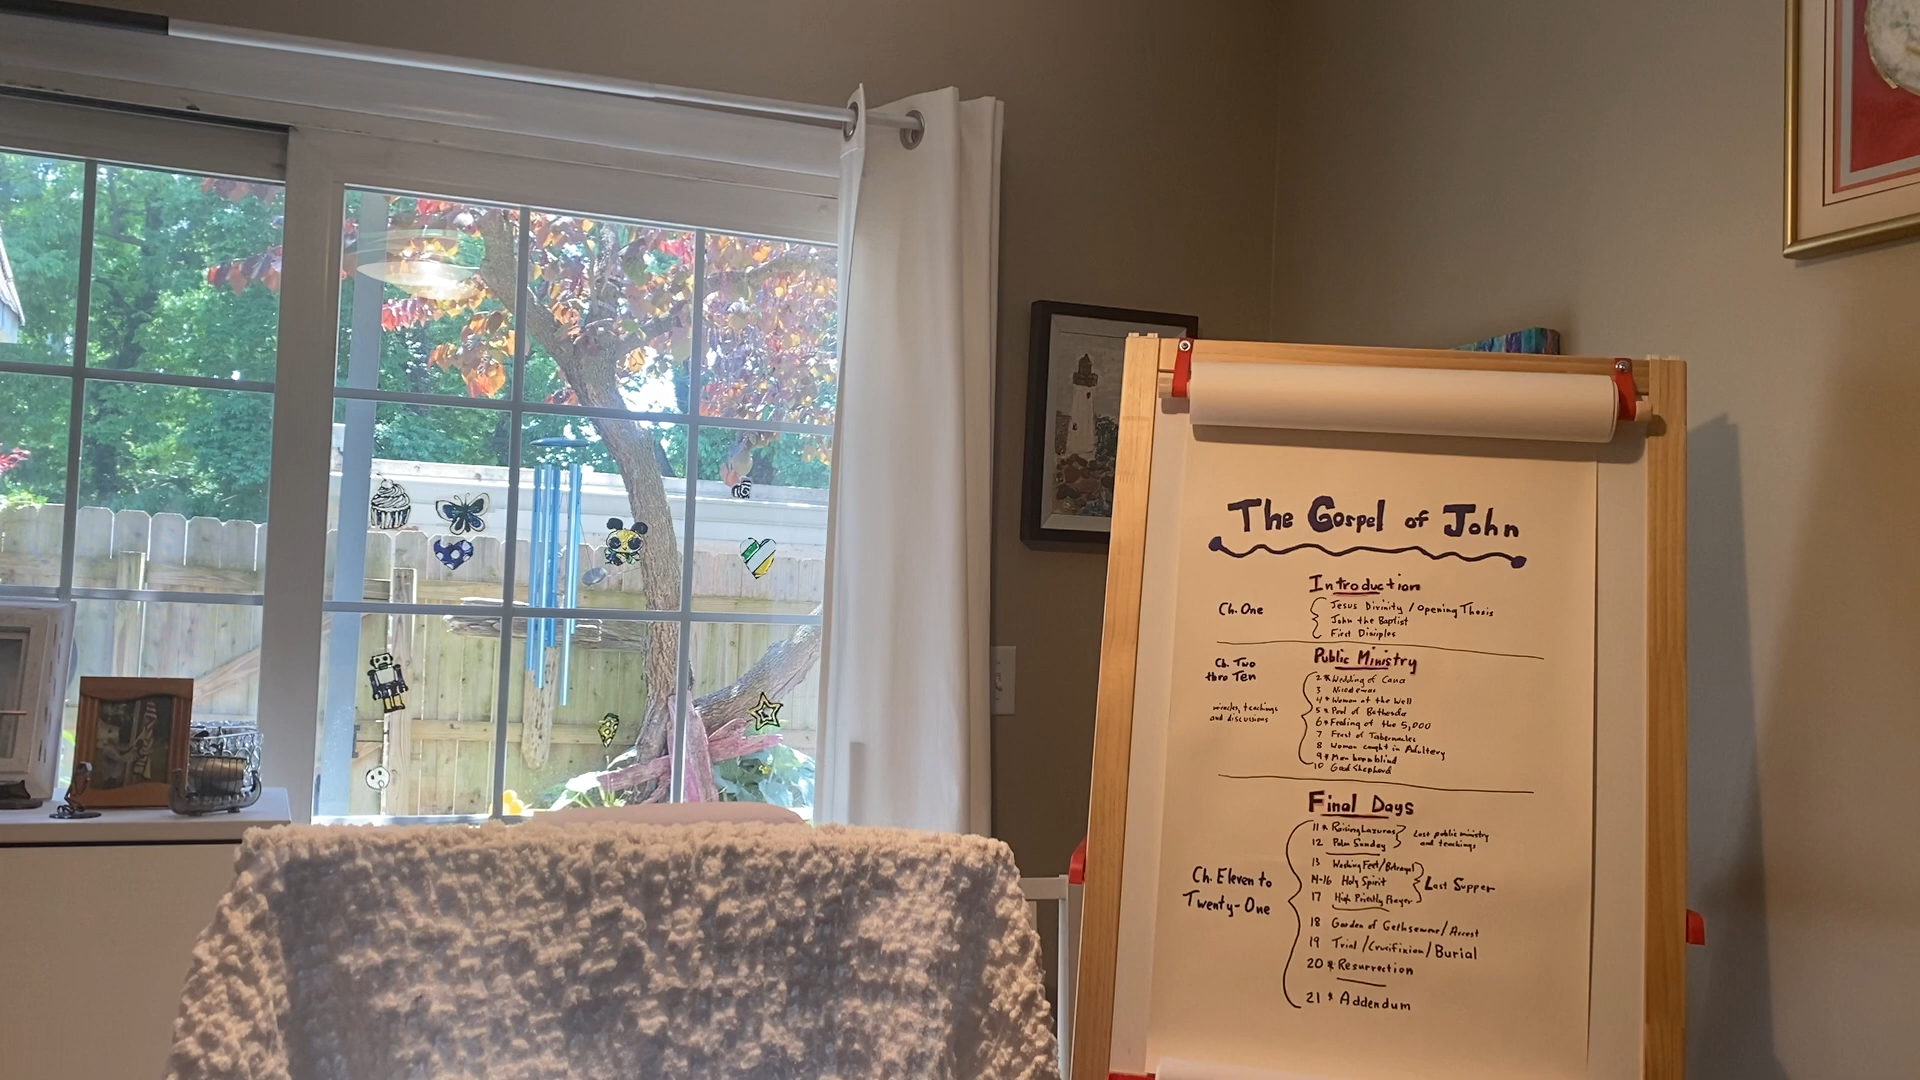 The Gospel of John
Introduction
Ch. One
Jesus Divinity / Opening Thesis
John the Baptist
First Disciples
Public Ministry
Ch. Two
thru Ten
miracles, teachings
and discussions
2 * Wedding of Cana
3 Nicodemus
4 * Woman at the Well
5 * Pool of Bethesda
6 * Feeding of the 5,000
7 Feast of Tabernacles
8 Woman caught in Adultery
9 * Man born blind
10 Good Shepherd
Final Days
Ch. Eleven to
Twenty-One
11 * Raising Lazuras
12 Palm Sunday
Last public ministry
and teachings
13 Washing Feet/Betrayal
14-16 Holy Spirit
17 High Priestly Prayer
Last Supper
18 Garden of / Arrest
19 Trial / Crucifixion / Burial
20 * Resurrection
21 * Addendum